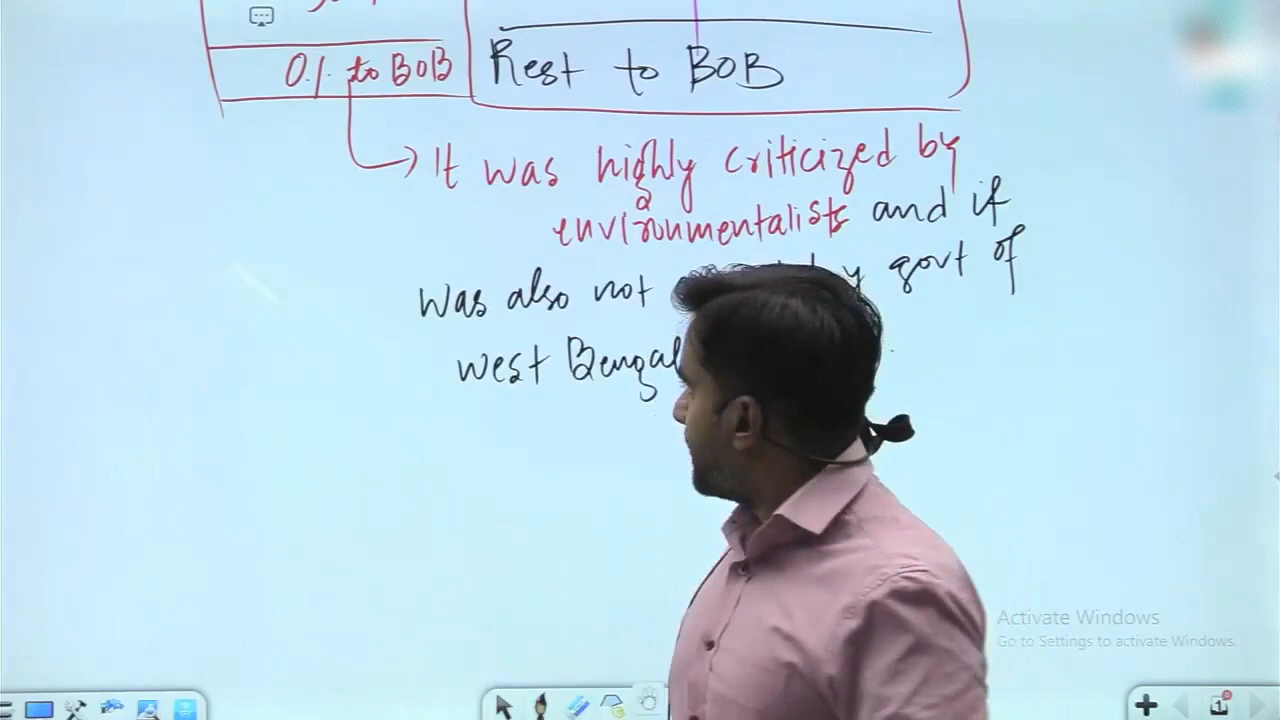 0% to BOB
Rest to BOB
It was highly criticized by
environmentalists and it
was also not by govt of
west Bengal
Activate Windows
Go to Settings to activate Windows.
1